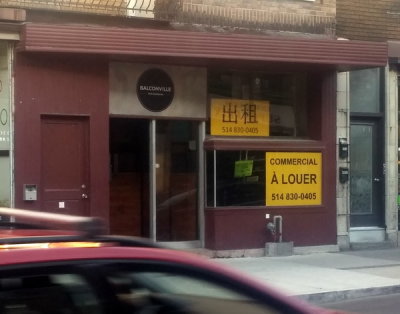 BALCONVILLE
出租
514 830-0405
COMMERCIAL
À LOUER
514 830-0405